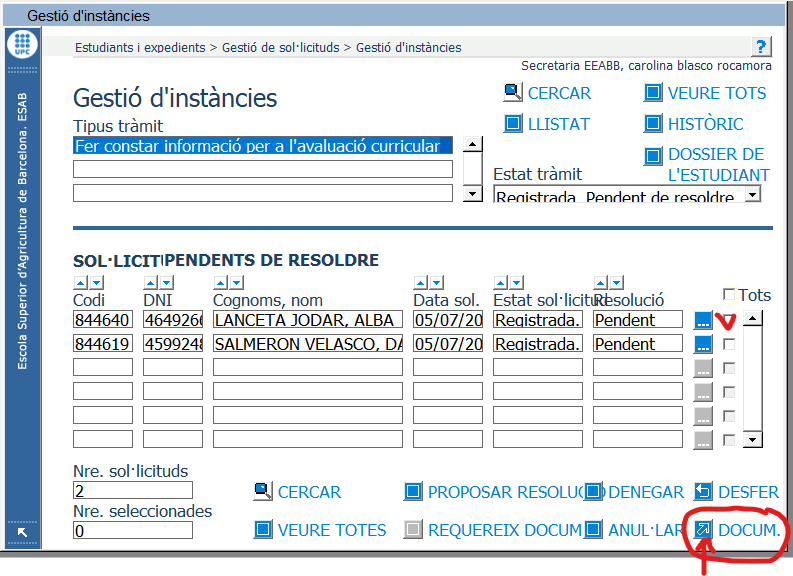 Gestió d'instàncies
UPC
Estudiants i expedients > Gestió de sol·licituds > Gestió d'instàncies
?
Secretaria EEABB, carolina blasco rocamora
Escola Superior d'Agricultura de Barcelona. ESAB
Gestió d'instàncies
CERCAR
VEURE TOTS
Tipus tràmit
LLISTAT
HISTÒRIC
Fer constar informació per a l'avaluació curricular
DOSSIER DE
L'ESTUDIANT
Estat tràmit
Registrada. Pendent de resoldre
SOL·LICIT PENDENTS DE RESOLDRE
Codi DNI Cognoms, nom Data sol. Estat sol·licitud Resolució Tots
844640 4649266 LANCETA JODAR, ALBA 05/07/20 Registrada. Pendent ...
844619 4599248 SALMERON VELASCO, DA 05/07/20 Registrada. Pendent ...
...
...
...
...
Nre. sol·licituds
2
CERCAR PROPOSAR RESOLUC DENEGAR DESFER
Nre. seleccionades
0
VEURE TOTES REQUEREIX DOCUM ANUL·LAR DOCUM.